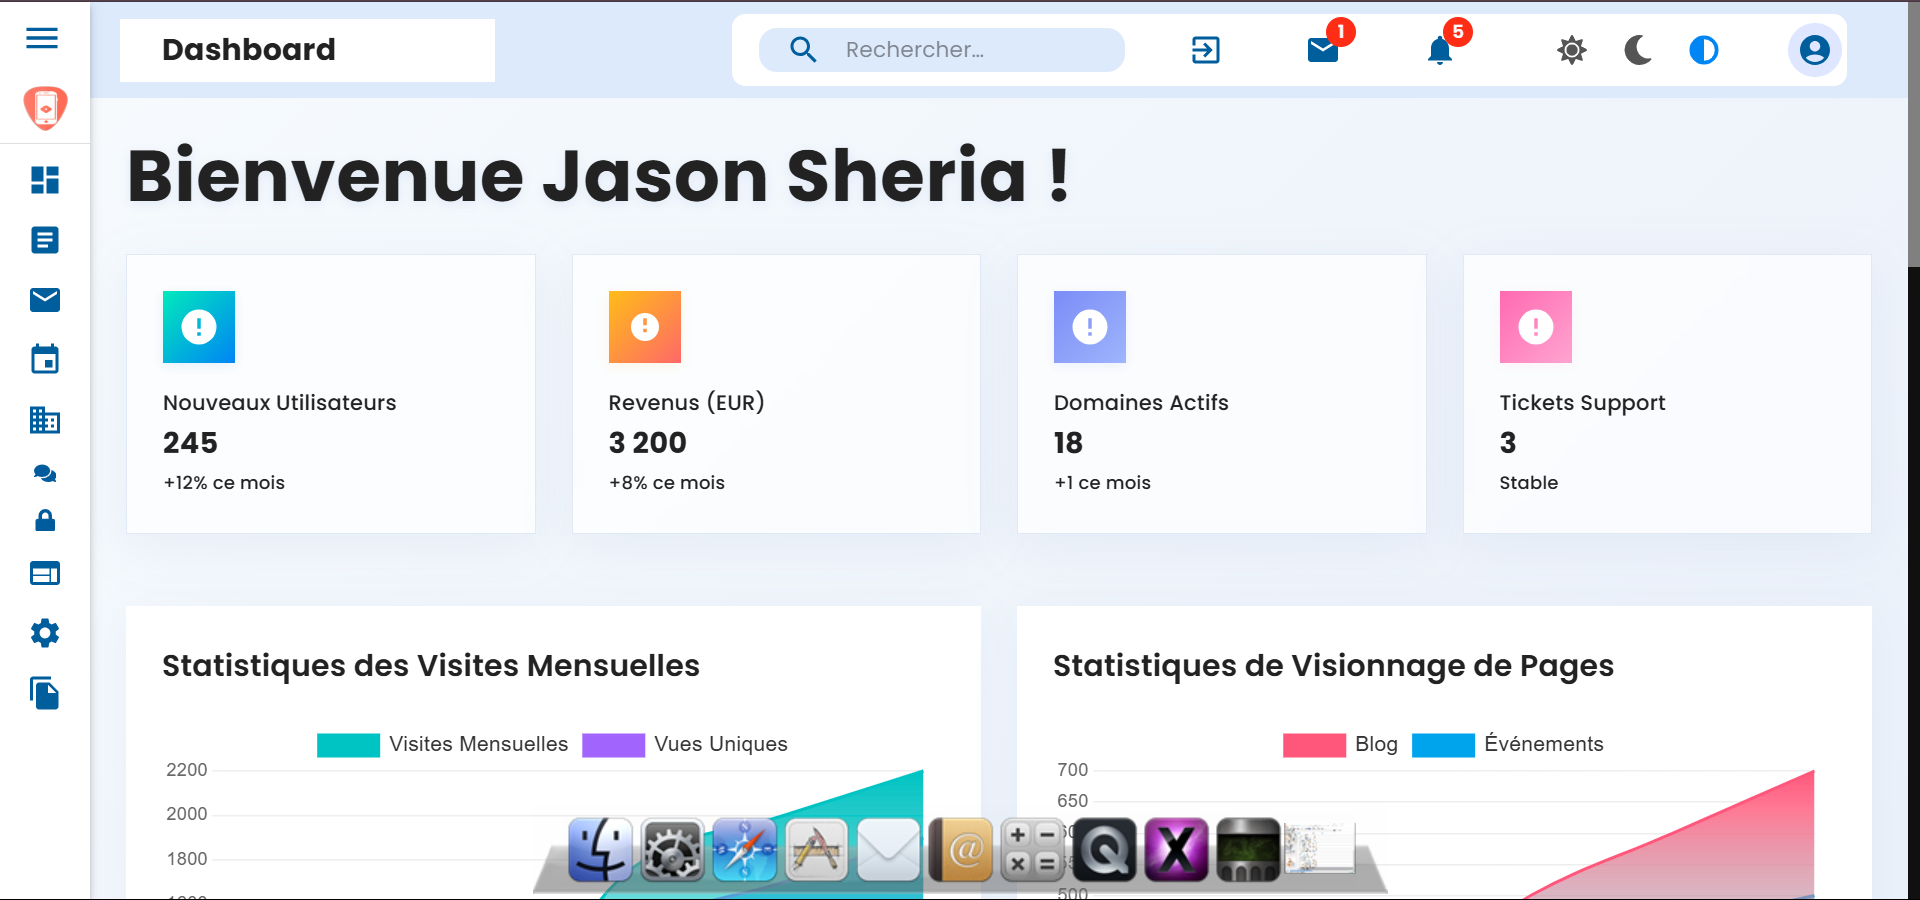 Dashboard
Rechercher...
1
5
Bienvenue Jason Sheria !
Nouveaux Utilisateurs
245
+12% ce mois
Revenus (EUR)
3 200
+8% ce mois
Domaines Actifs
18
+1 ce mois
Tickets Support
3
Stable
Statistiques des Visites Mensuelles
Visites Mensuelles
Vues Uniques
2200
2000
1800
Statistiques de Visionnage de Pages
Blog
Événements
700
650
500